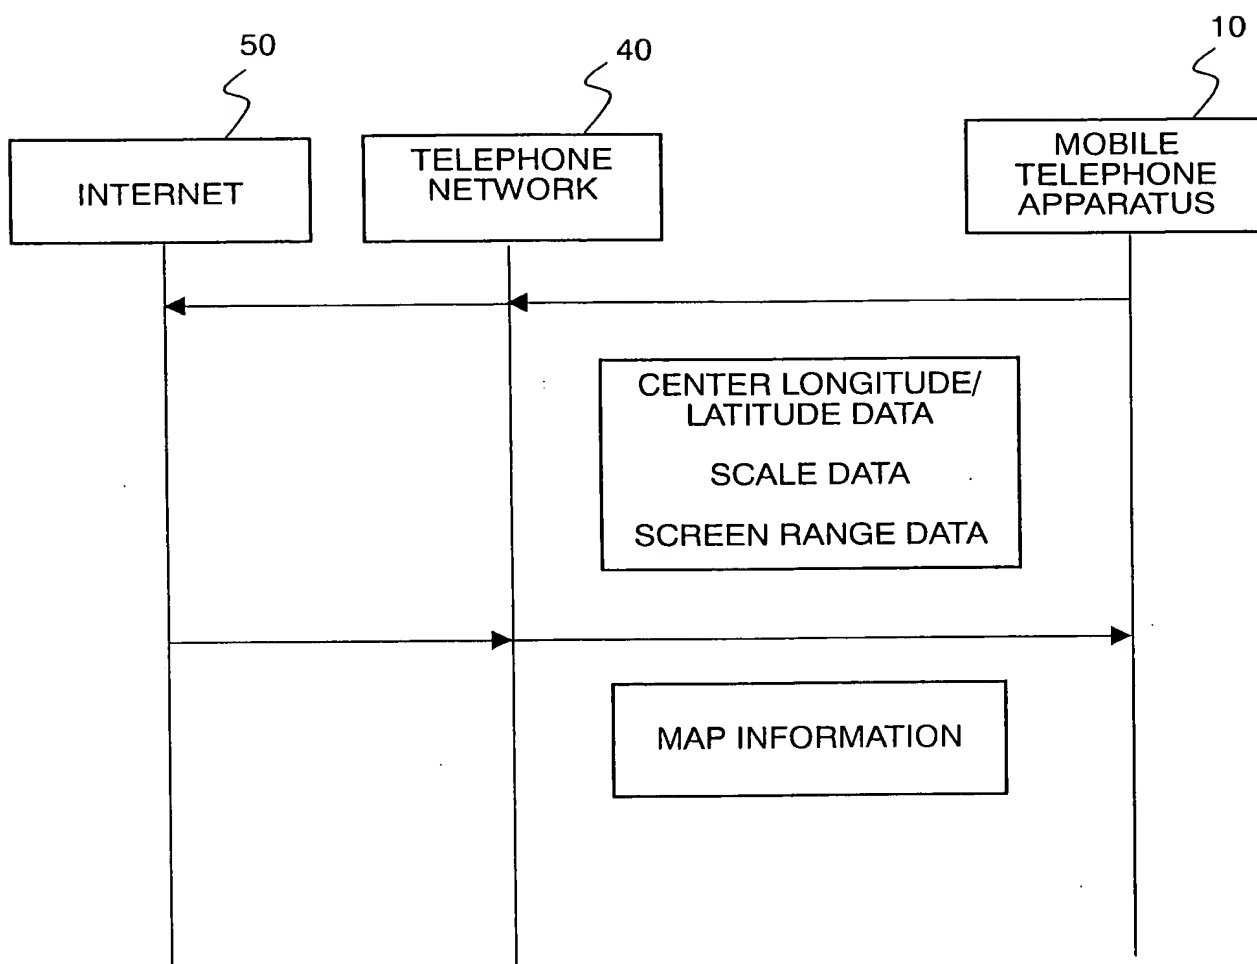 50
40
10
INTERNET
TELEPHONE
NETWORK
MOBILE
TELEPHONE
APPARATUS
CENTER LONGITUDE/
LATITUDE DATA
SCALE DATA
SCREEN RANGE DATA
MAP INFORMATION